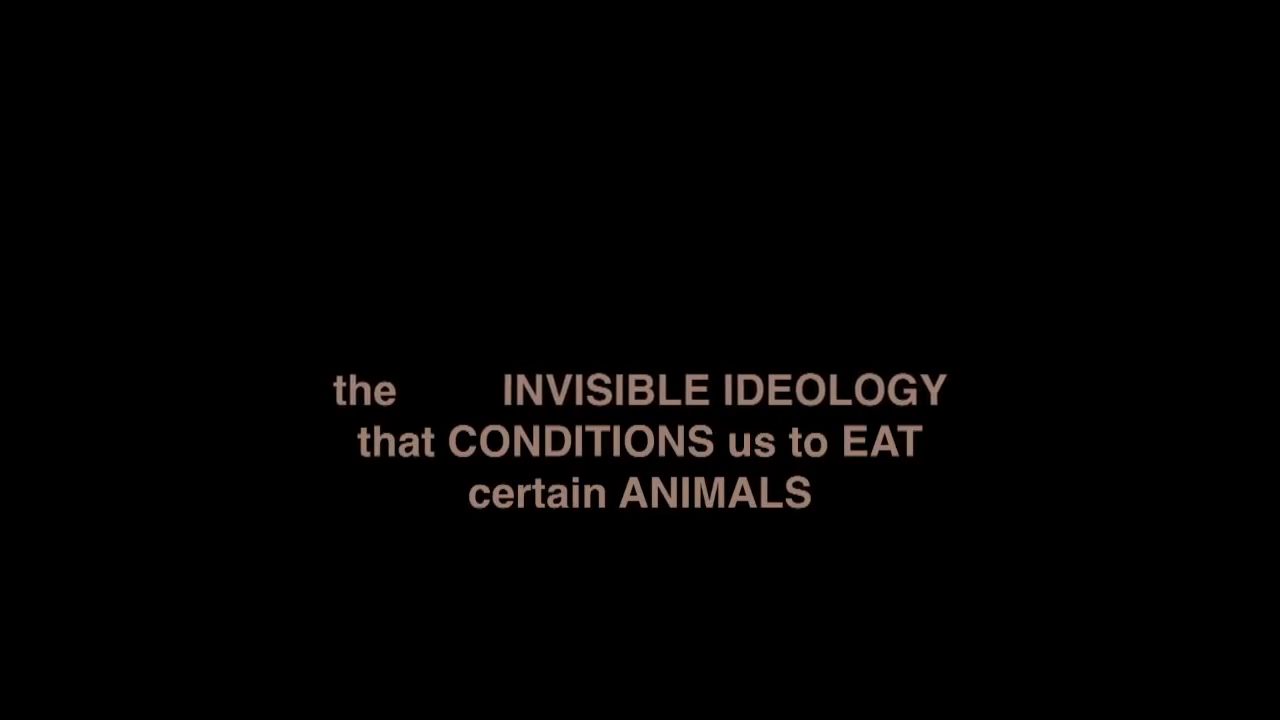 the INVISIBLE IDEOLOGY
that CONDITIONS us to EAT
certain ANIMALS